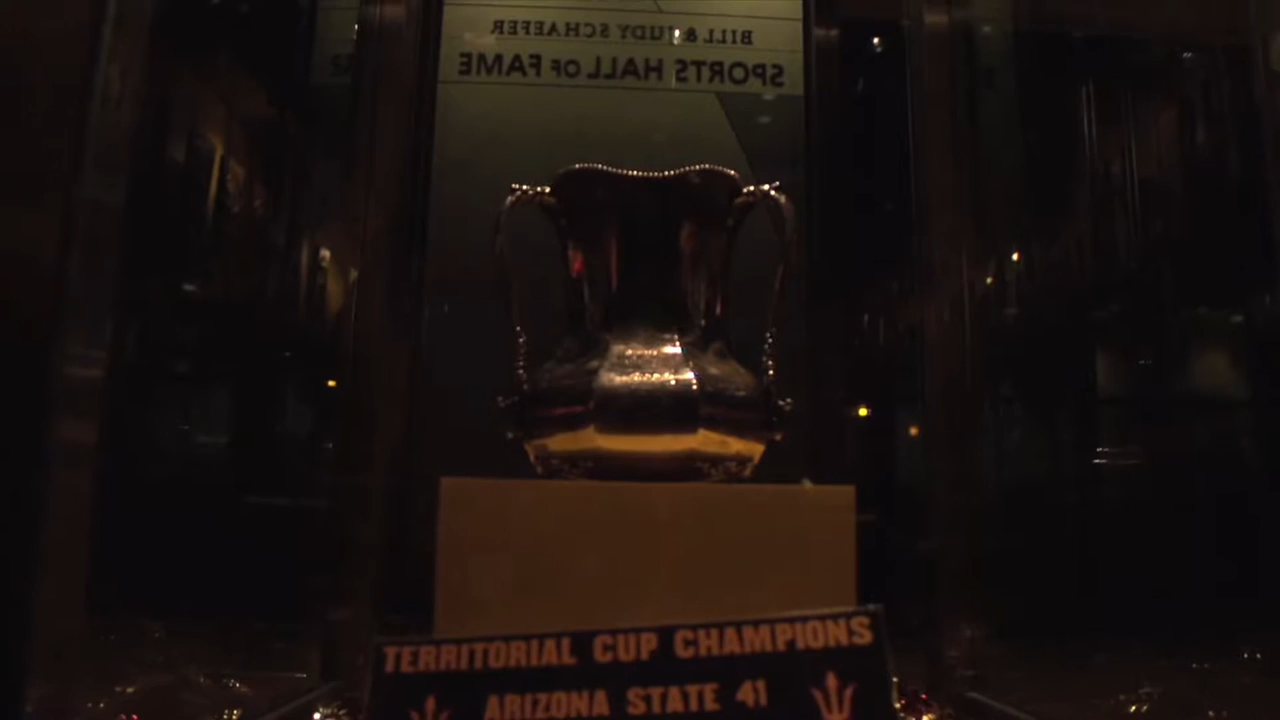 BILL & JUDY SCHAEFER
SPORTS HALL OF FAME
TERRITORIAL CUP CHAMPIONS
ARIZONA STATE 41